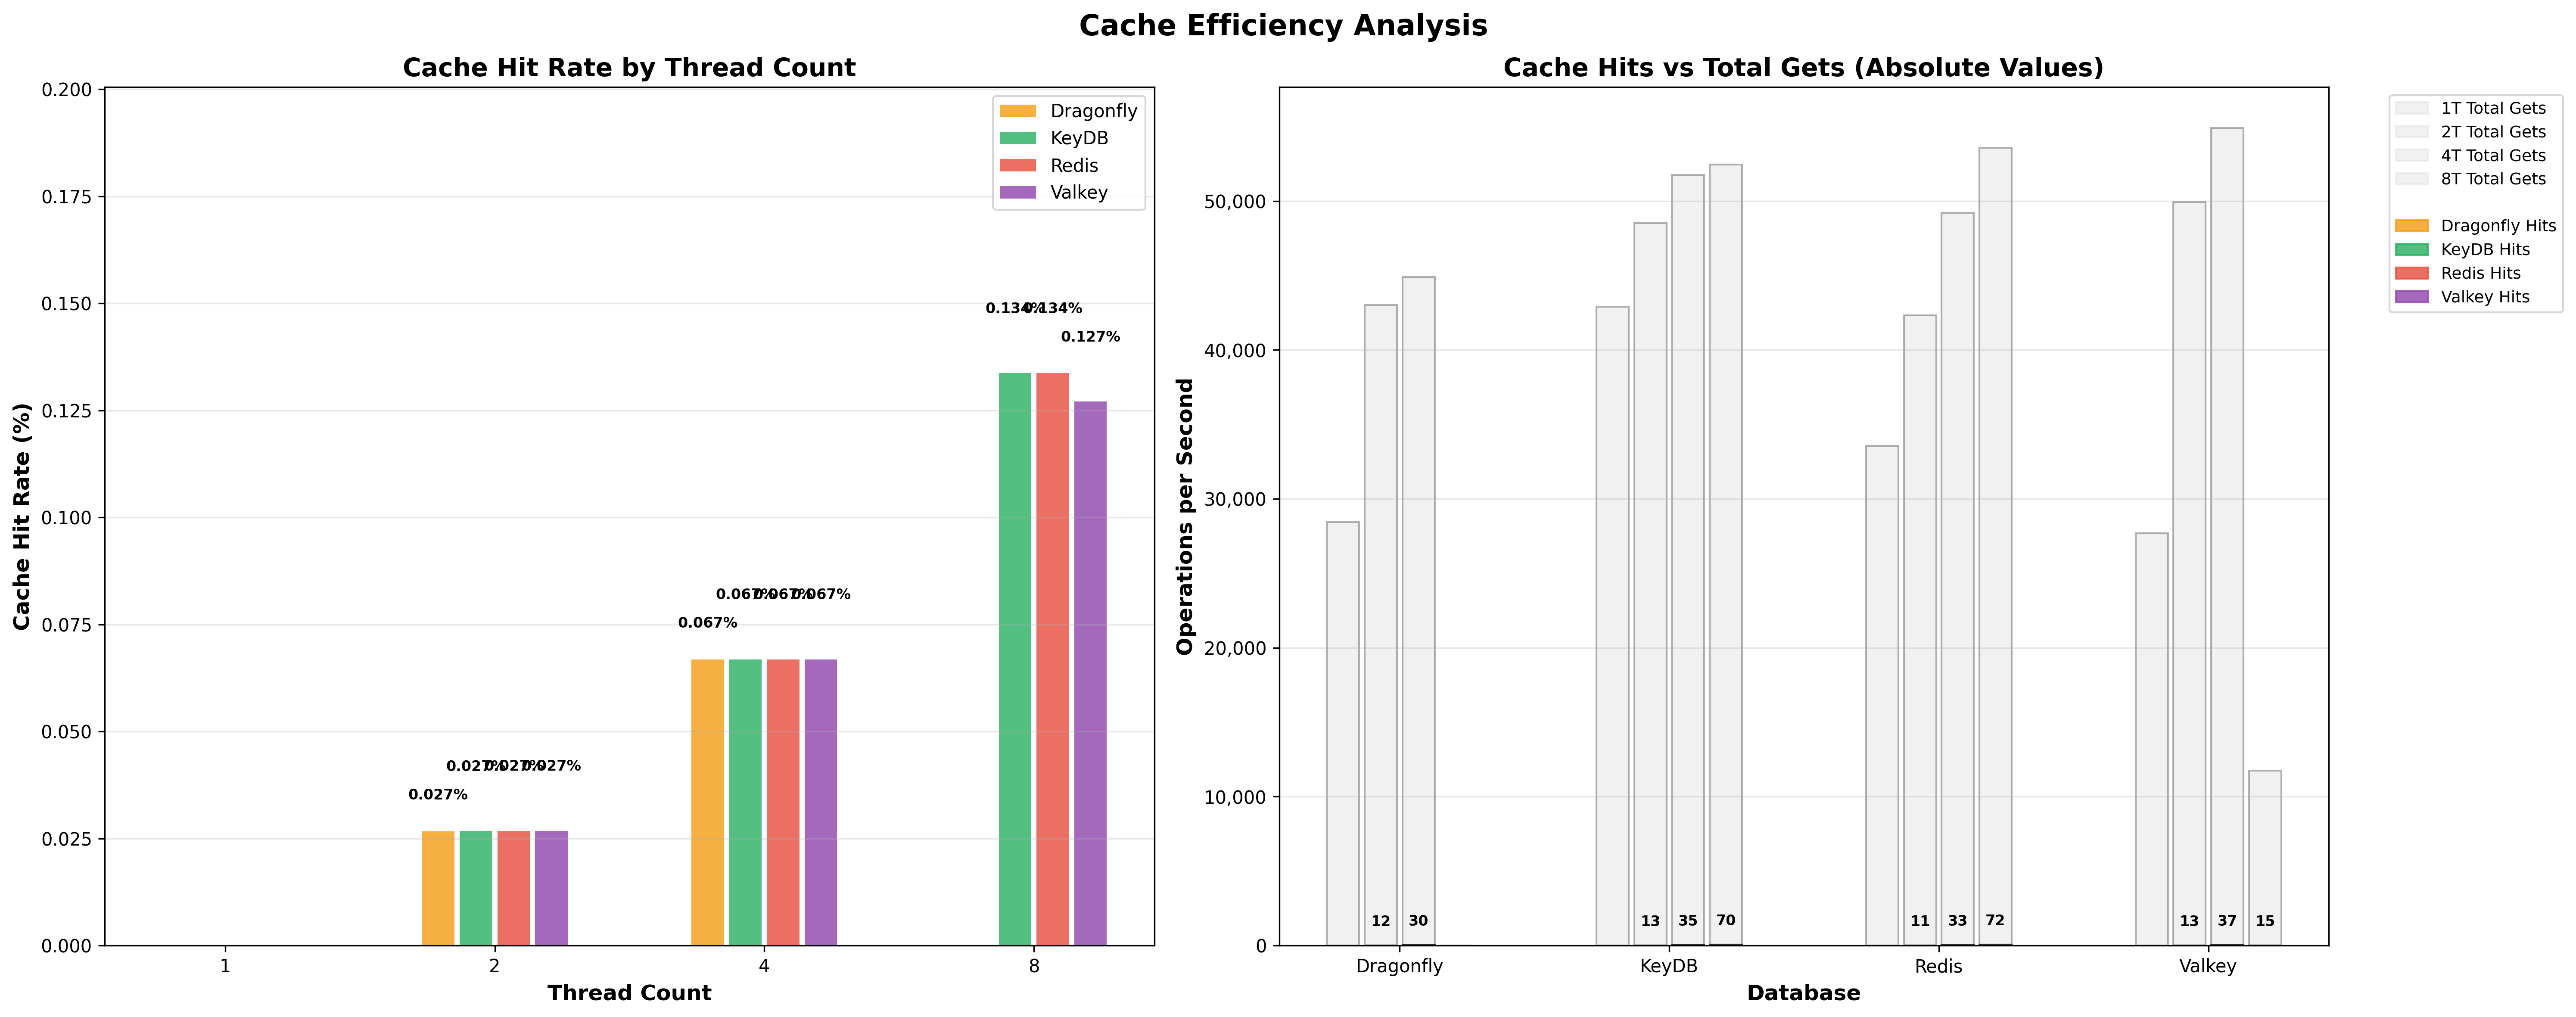 Cache Efficiency Analysis
Cache Hit Rate by Thread Count
Cache Hit Rate (%)
0.200
0.175
0.150
0.125
0.100
0.075
0.050
0.025
0.000
Dragonfly
KeyDB
Redis
Valkey
0.134%
0.134%
0.127%
0.067%
0.067%
0.067%
0.067%
0.027%
0.027%
0.027%
0.027%
1 2 4 8
Thread Count
Cache Hits vs Total Gets (Absolute Values)
Operations per Second
50,000
40,000
30,000
20,000
10,000
0
12 30 13 35 70 11 33 72 13 37 15
Dragonfly KeyDB Redis Valkey
Database
1T Total Gets
2T Total Gets
4T Total Gets
8T Total Gets
Dragonfly Hits
KeyDB Hits
Redis Hits
Valkey Hits